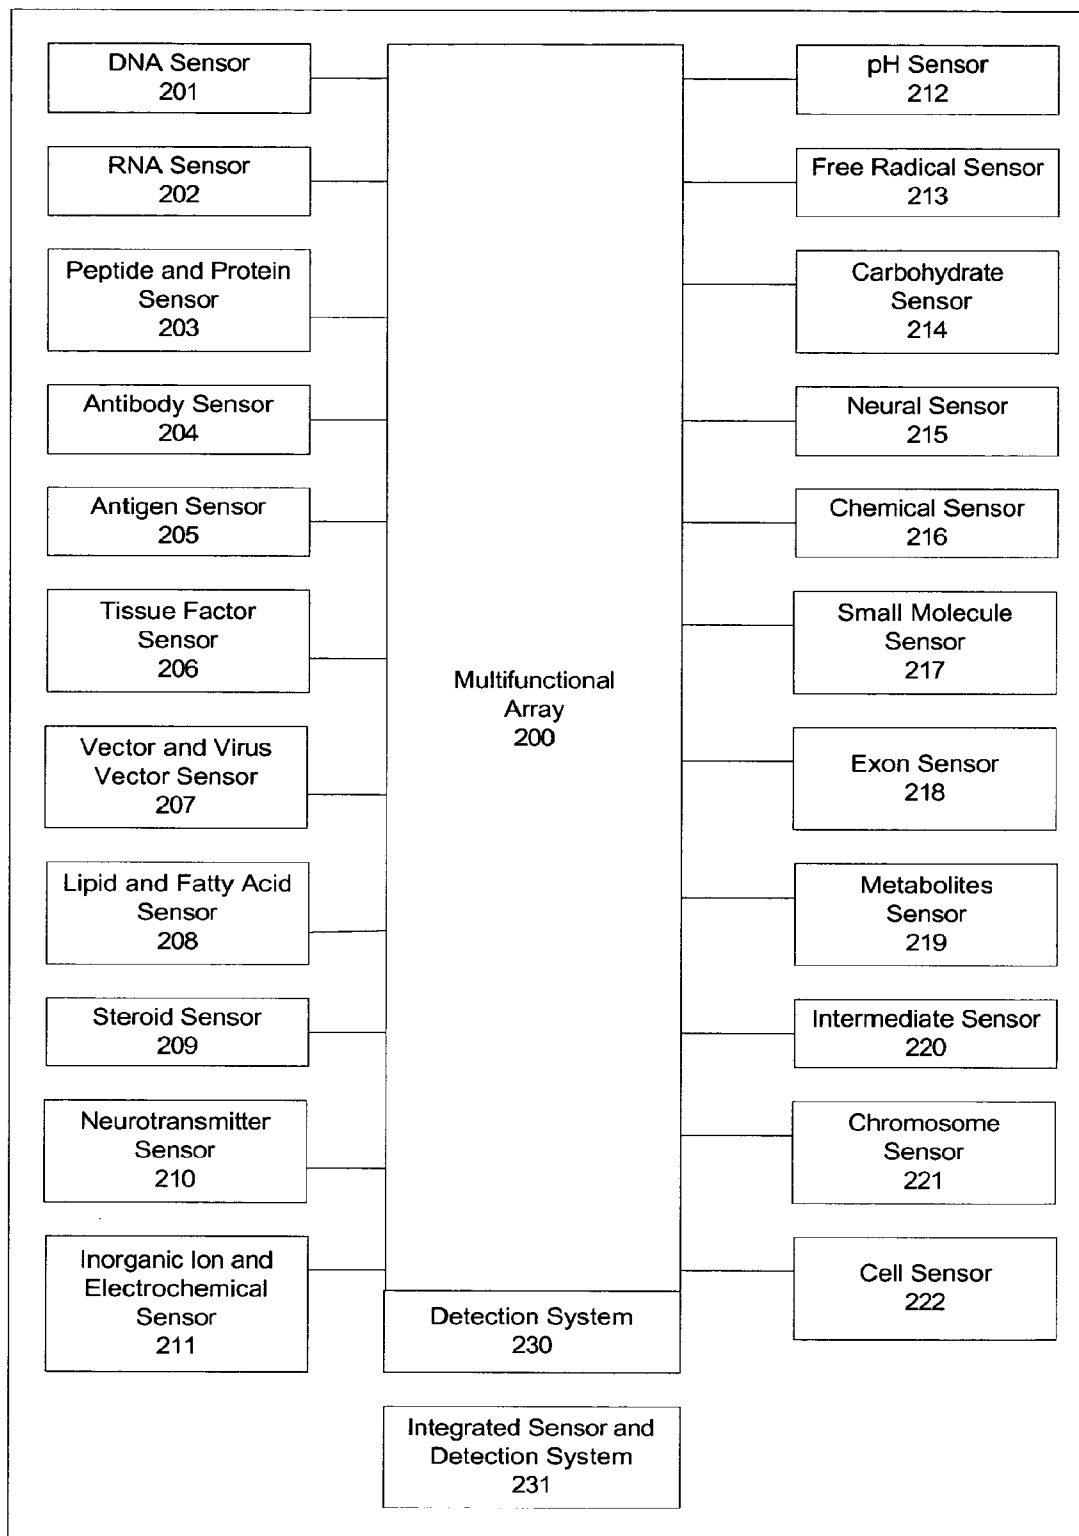 DNA Sensor
201
RNA Sensor
202
Peptide and Protein
Sensor
203
Antibody Sensor
204
Antigen Sensor
205
Tissue Factor
Sensor
206
Vector and Virus
Vector Sensor
207
Lipid and Fatty Acid
Sensor
208
Steroid Sensor
209
Neurotransmitter
Sensor
210
Inorganic Ion and
Electrochemical
Sensor
211
Multifunctional
Array
200
Detection System
230
Integrated Sensor and
Detection System
231
pH Sensor
212
Free Radical Sensor
213
Carbohydrate
Sensor
214
Neural Sensor
215
Chemical Sensor
216
Small Molecule
Sensor
217
Exon Sensor
218
Metabolites
Sensor
219
Intermediate Sensor
220
Chromosome
Sensor
221
Cell Sensor
222